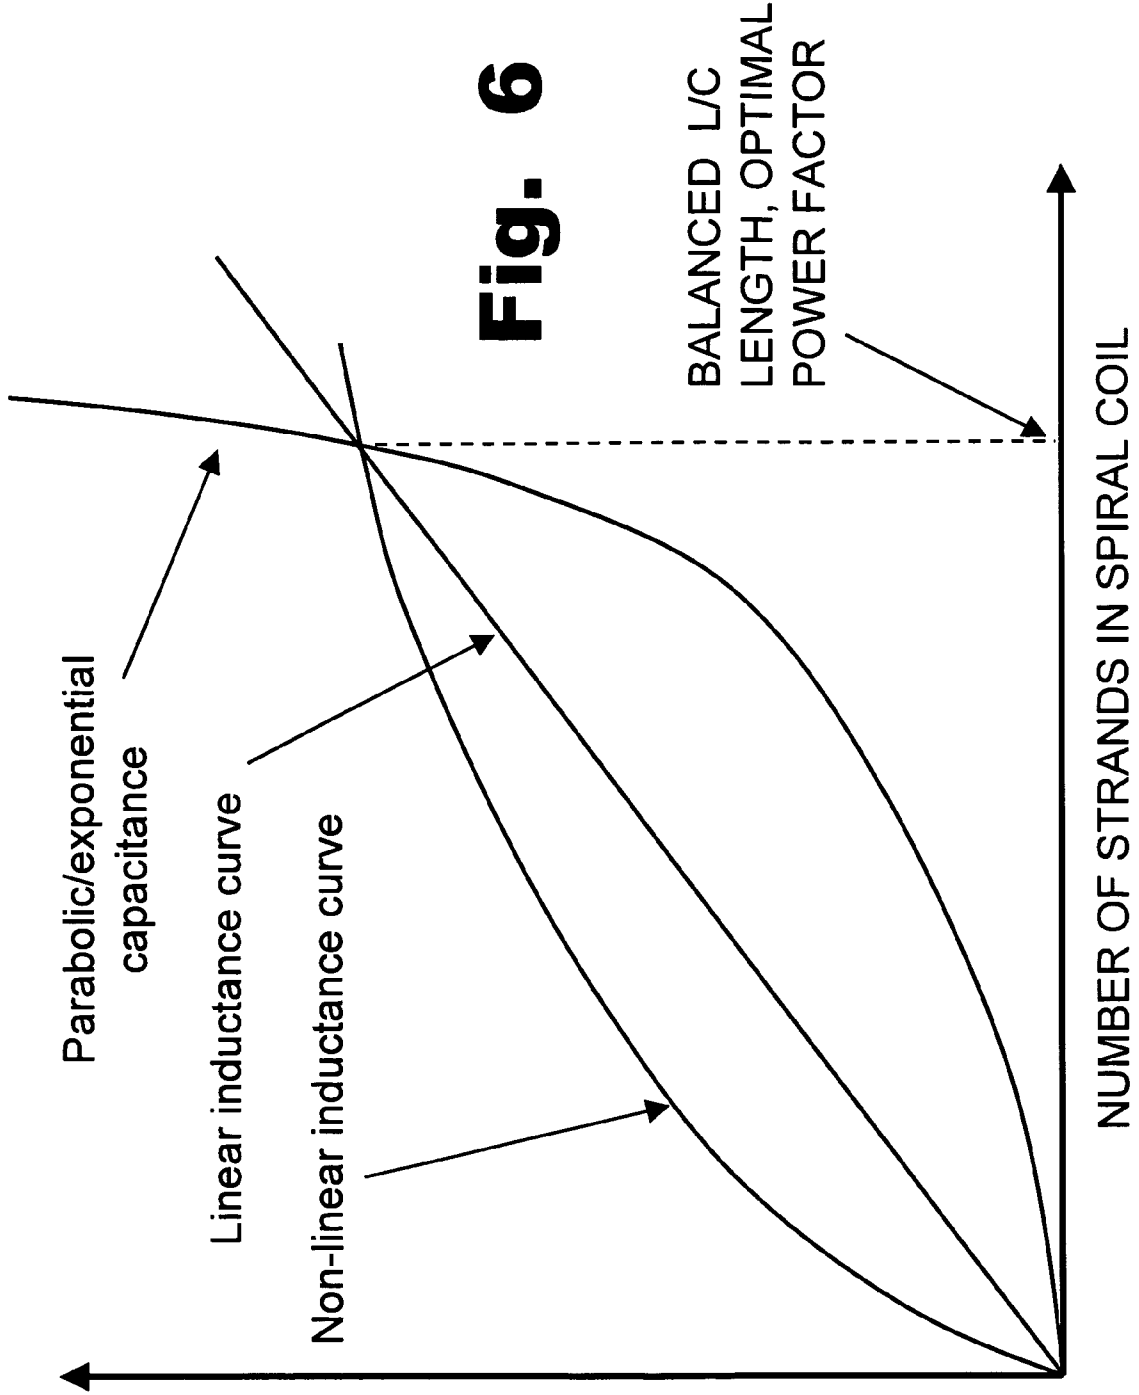 Parabolic/exponential
capacitance
Linear inductance curve
Non-linear inductance curve
Fig. 6
BALANCED L/C
LENGTH, OPTIMAL
POWER FACTOR
NUMBER OF STRANDS IN SPIRAL COIL